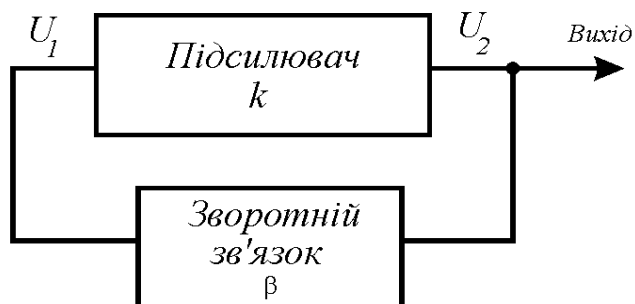 U₁
Підсилювач
k
U₂
Вихід
Зворотній
зв'язок
β